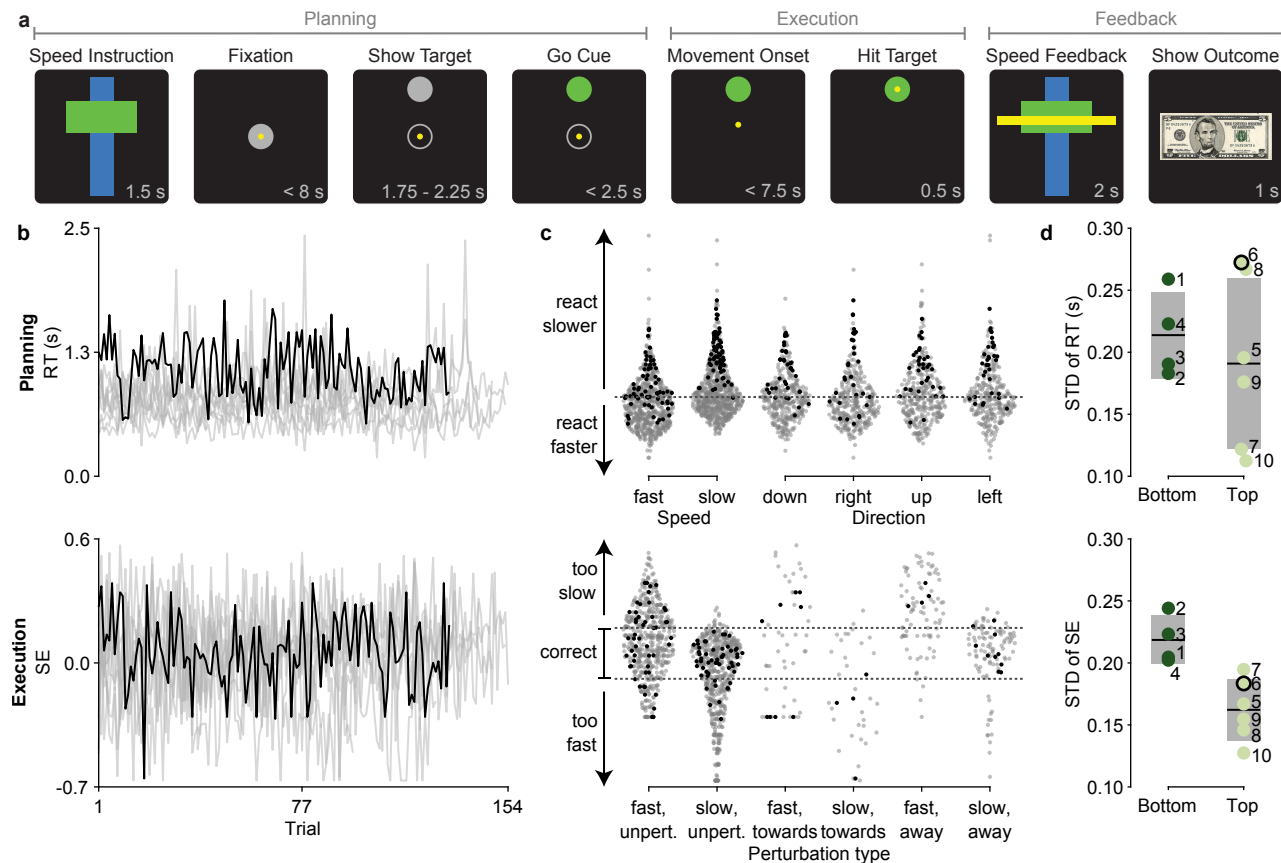 a
Planning
Execution
Feedback
Speed Instruction
Fixation
Show Target
Go Cue
Movement Onset
Hit Target
Speed Feedback
Show Outcome
1.5 s
< 8 s
1.75 - 2.25 s
< 2.5 s
< 7.5 s
0.5 s
2 s
1 s
FIVE DOLLARS
b
Planning
RT (s)
2.5
1.3
0.0
Execution
SE
0.6
0.0
-0.7
1
77
154
Trial
c
react
slower
react
faster
fast
slow
down
right
up
left
Speed
Direction
too
slow
correct
too
fast
fast,
unpert.
slow,
unpert.
fast,
towards
slow,
towards
fast,
away
slow,
away
Perturbation type
d
STD of RT (s)
0.30
0.25
0.20
0.15
0.10
1
4
3
2
6
8
5
9
7
10
Bottom
Top
STD of SE
0.30
0.25
0.20
0.15
0.10
2
3
1
4
7
6
5
9
8
10
Bottom
Top